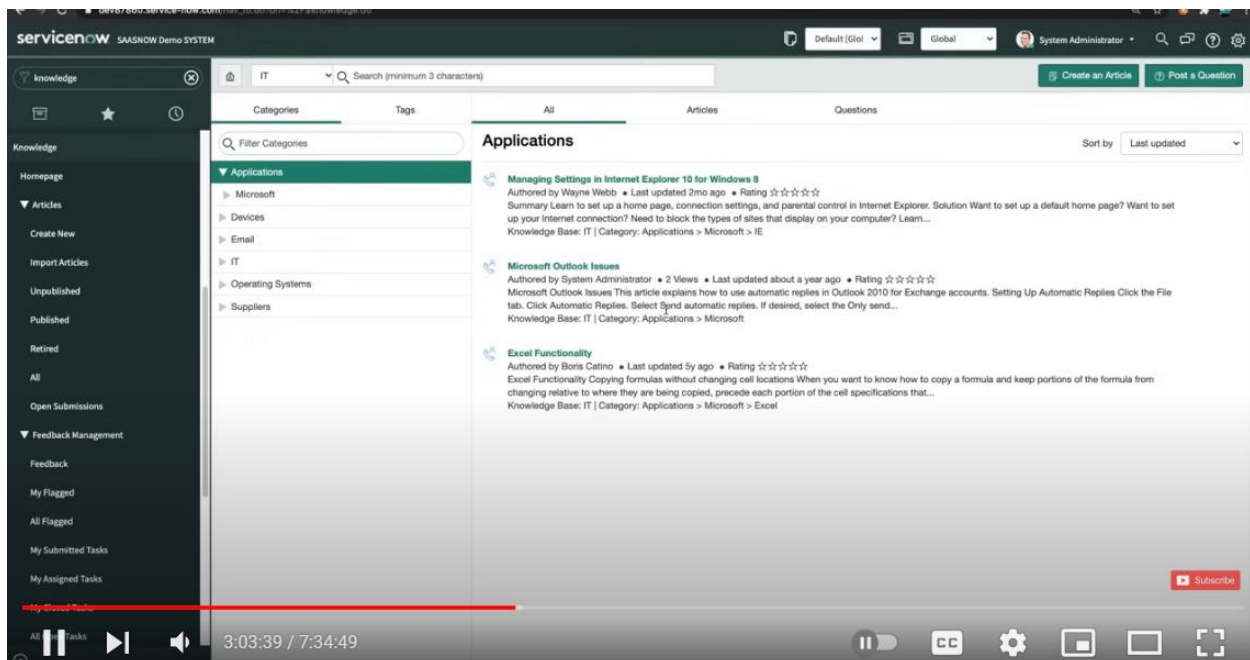 servicenow SAASNOW Demo SYSTEM
Default [Glol
Global
System Administrator
knowledge
IT
Search (minimum 3 characters)
Create an Article
Post a Question
Categories
Tags
All
Articles
Questions
Knowledge
Homepage
Articles
Create New
Import Articles
Unpublished
Published
Retired
All
Open Submissions
Feedback Management
Feedback
My Flagged
All Flagged
My Submitted Tasks
My Assigned Tasks
Filter Categories
Applications
Microsoft
Devices
Email
IT
Operating Systems
Suppliers
Applications
Sort by Last updated
Managing Settings in Internet Explorer 10 for Windows 8
Authored by Wayne Webb • Last updated 2mo ago • Rating ☆☆☆☆☆
Summary Learn to set up a home page, connection settings, and parental control in Internet Explorer. Solution Want to set up a default home page? Want to set
up your Internet connection? Need to block the types of sites that display on your computer? Learn...
Knowledge Base: IT | Category: Applications > Microsoft > IE
Microsoft Outlook Issues
Authored by System Administrator • 2 Views • Last updated about a year ago • Rating ☆☆☆☆☆
Microsoft Outlook Issues This article explains how to use automatic replies in Outlook 2010 for Exchange accounts. Setting Up Automatic Replies Click the File
tab. Click Automatic Replies. Select Send automatic replies. If desired, select the Only send...
Knowledge Base: IT | Category: Applications > Microsoft
Excel Functionality
Authored by Boris Catino • Last updated 5y ago • Rating ☆☆☆☆☆
Excel Functionality Copying formulas without changing cell locations When you want to know how to copy a formula and keep portions of the formula from
changing relative to where they are being copied, precede each portion of the cell specifications that...
Knowledge Base: IT | Category: Applications > Microsoft > Excel
Subscribe
3:03:39 / 7:34:49
CC